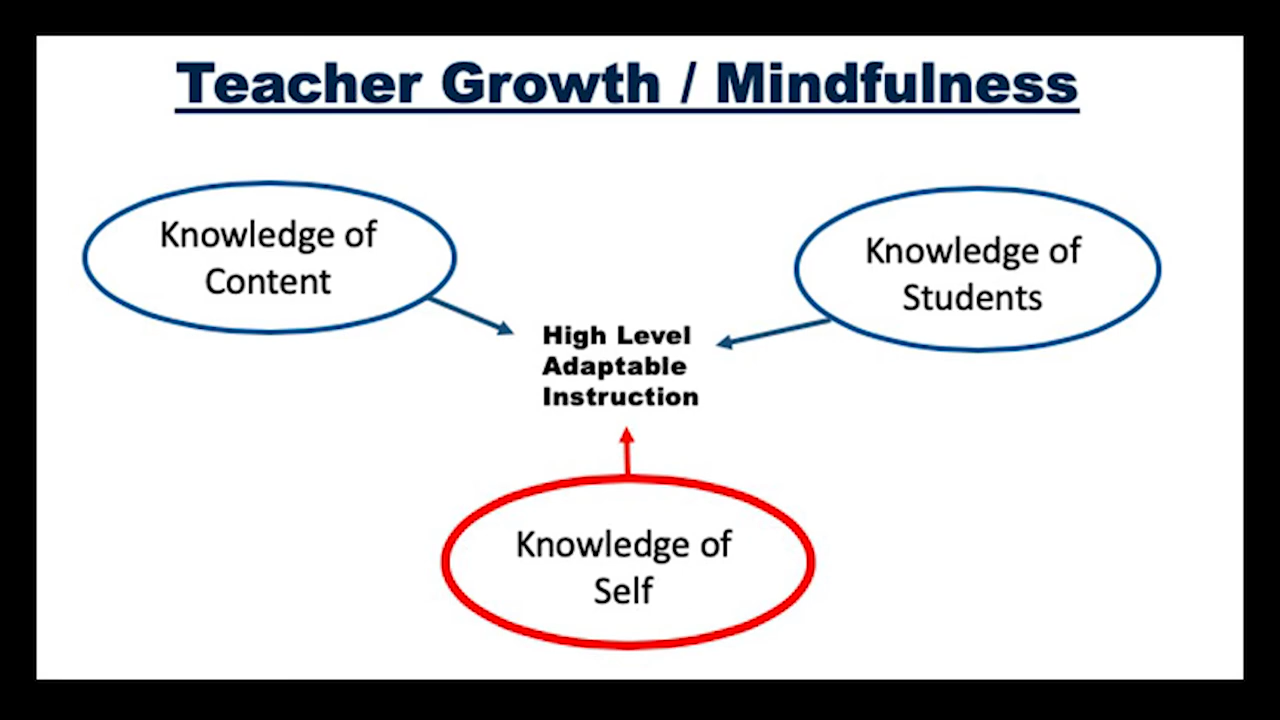 Teacher Growth / Mindfulness
Knowledge of
Content
Knowledge of
Students
High Level
Adaptable
Instruction
Knowledge of
Self